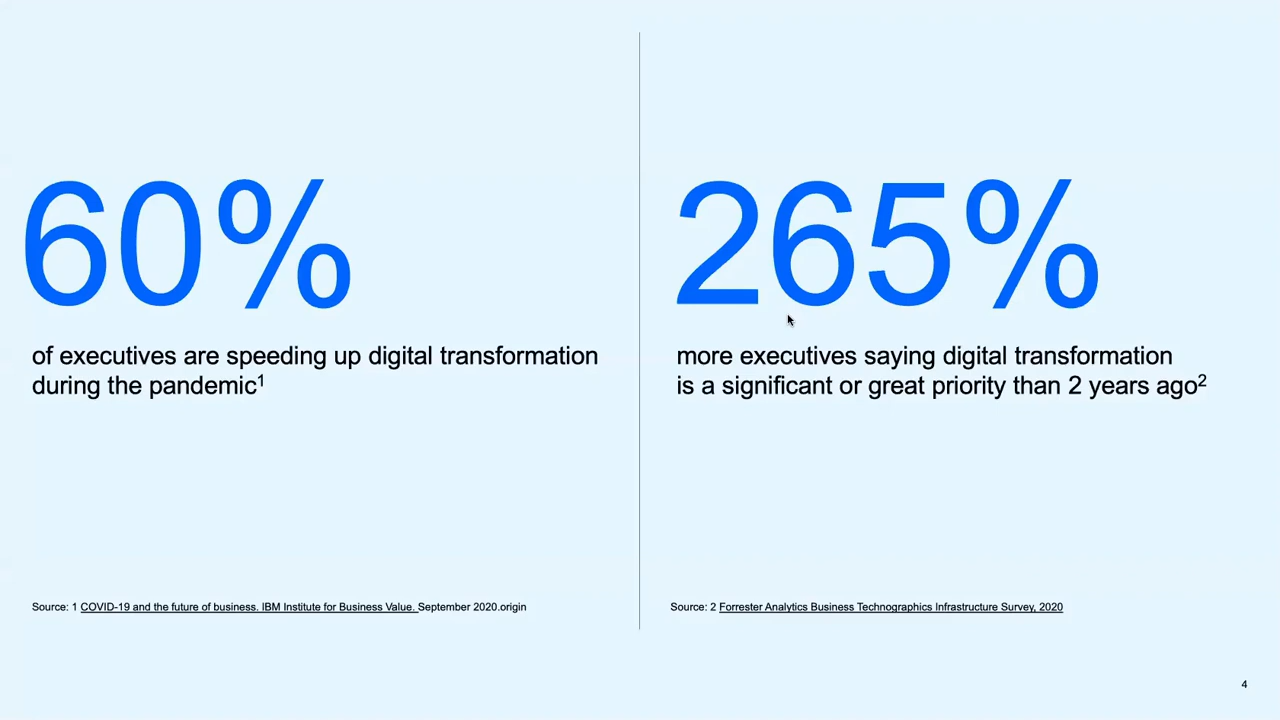 60%
of executives are speeding up digital transformation
during the pandemic1
Source: 1 COVID-19 and the future of business. IBM Institute for Business Value. September 2020.origin
265%
more executives saying digital transformation
is a significant or great priority than 2 years ago2
Source: 2 Forrester Analytics Business Technographics Infrastructure Survey, 2020
4